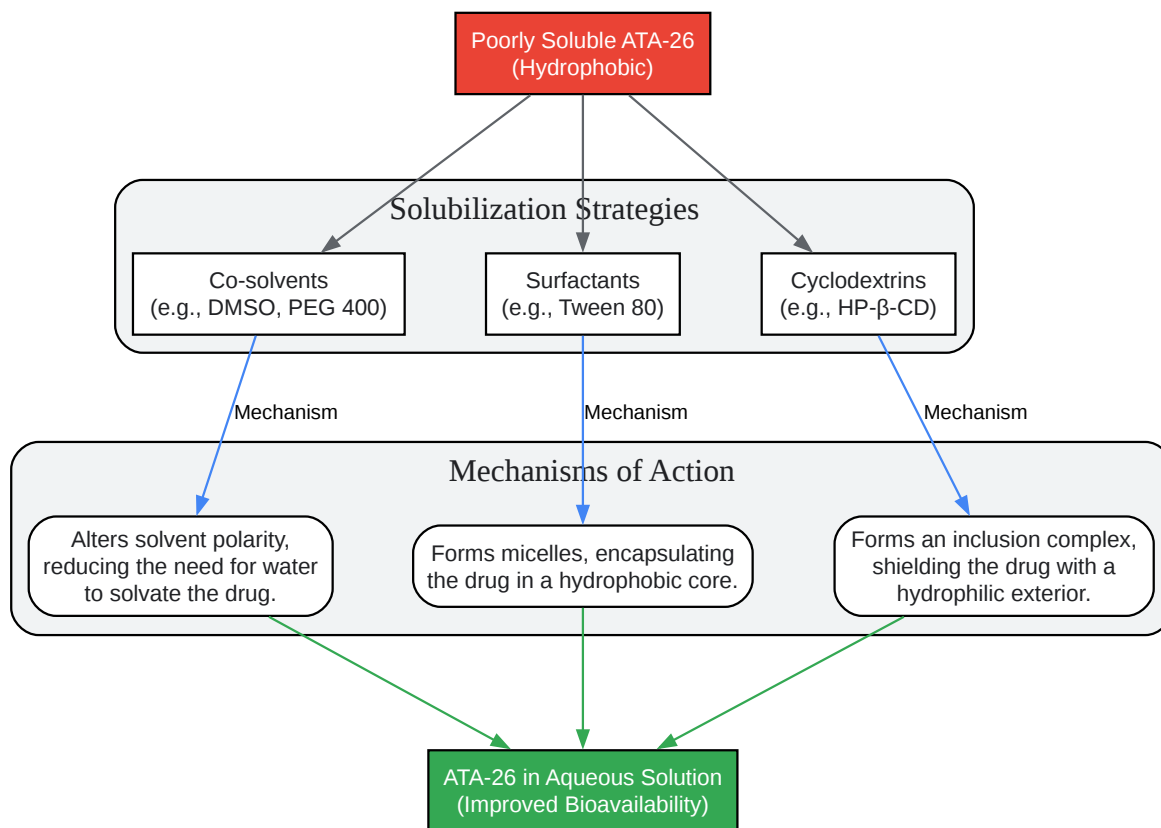 Poorly Soluble ATA-26
(Hydrophobic)
Solubilization Strategies
Co-solvents
(e.g., DMSO, PEG 400)
Surfactants
(e.g., Tween 80)
Cyclodextrins
(e.g., HP-β-CD)
Mechanism
Mechanism
Mechanism
Mechanisms of Action
Alters solvent polarity,
reducing the need for water
to solvate the drug.
Forms micelles, encapsulating
the drug in a hydrophobic core.
Forms an inclusion complex,
shielding the drug with a
hydrophilic exterior.
ATA-26 in Aqueous Solution
(Improved Bioavailability)